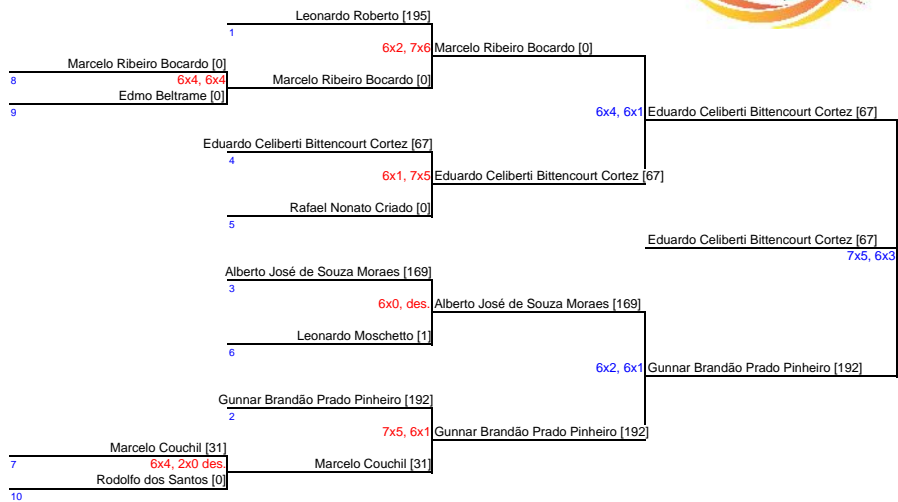 Leonardo Roberto [195]
1
6x2, 7x6 Marcelo Ribeiro Bocardo [0]
Marcelo Ribeiro Bocardo [0]
8 6x4, 6x4 Marcelo Ribeiro Bocardo [0]
Edmo Beltrame [0]
9
6x4, 6x1 Eduardo Celiberti Bittencourt Cortez [67]
Eduardo Celiberti Bittencourt Cortez [67]
4
6x1, 7x5 Eduardo Celiberti Bittencourt Cortez [67]
Rafael Nonato Criado [0]
5
Eduardo Celiberti Bittencourt Cortez [67]
7x5, 6x3
Alberto José de Souza Moraes [169]
3
6x0, des. Alberto José de Souza Moraes [169]
Leonardo Moschetto [1]
6
6x2, 6x1 Gunnar Brandão Prado Pinheiro [192]
Gunnar Brandão Prado Pinheiro [192]
2
7x5, 6x1 Gunnar Brandão Prado Pinheiro [192]
Marcelo Couchil [31]
7 6x4, 2x0 des. Marcelo Couchil [31]
Rodolfo dos Santos [0]
10